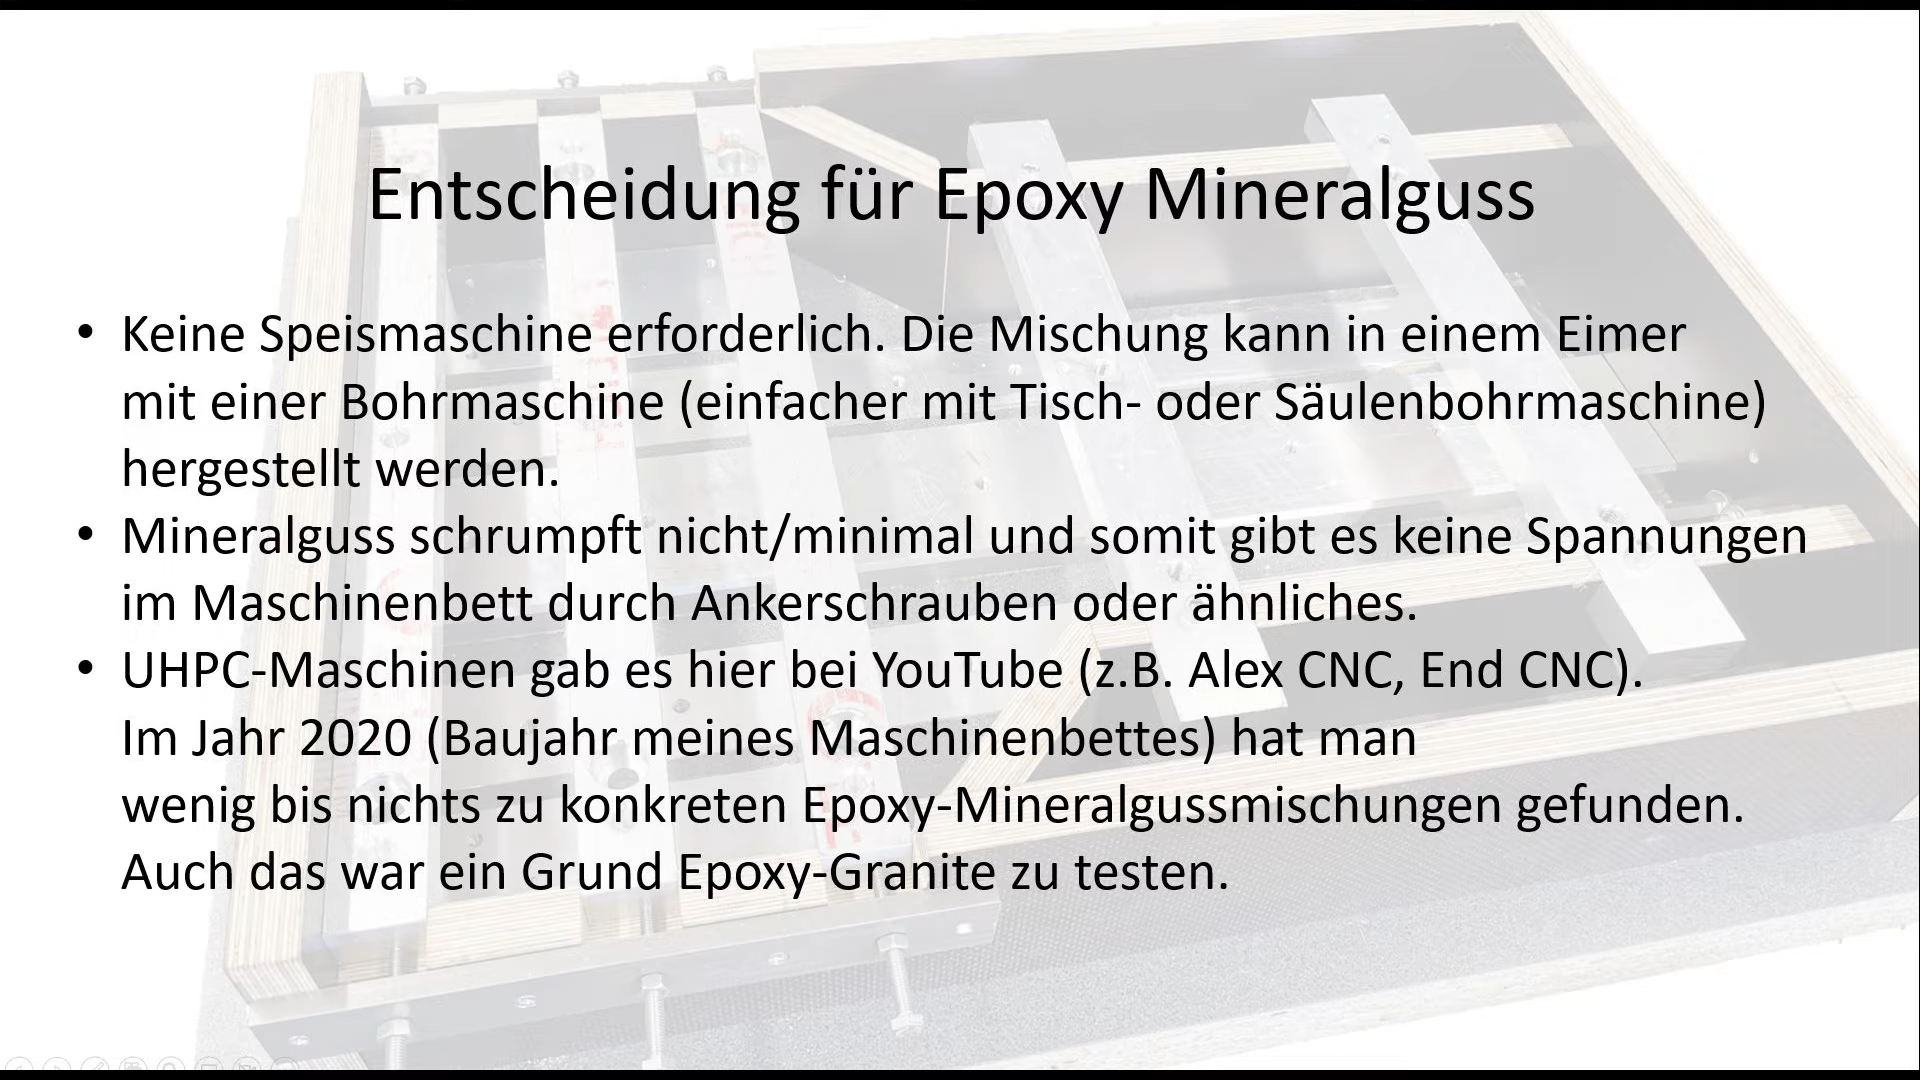 Entscheidung für Epoxy Mineralguss
• Keine Speismaschine erforderlich. Die Mischung kann in einem Eimer
mit einer Bohrmaschine (einfacher mit Tisch- oder Säulenbohrmaschine)
hergestellt werden.
• Mineralguss schrumpft nicht/minimal und somit gibt es keine Spannungen
im Maschinenbett durch Ankerschrauben oder ähnliches.
• UHPC-Maschinen gab es hier bei YouTube (z.B. Alex CNC, End CNC).
Im Jahr 2020 (Baujahr meines Maschinenbettes) hat man
wenig bis nichts zu konkreten Epoxy-Mineralgussmischungen gefunden.
Auch das war ein Grund Epoxy-Granite zu testen.